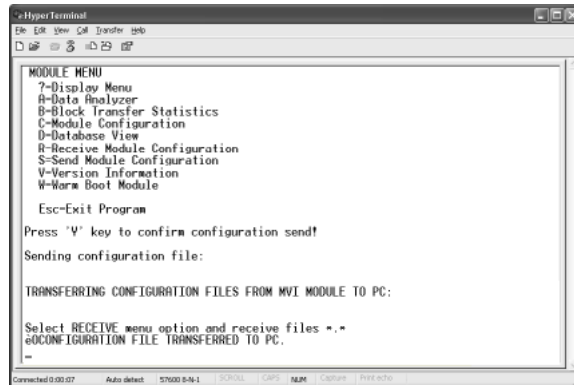 HyperTerminal
File Edit View Call Transfer Help
MODULE MENU
?-Display Menu
A-Data Analyzer
B-Block Transfer Statistics
C-Module Configuration
D-Database View
R-Receive Module Configuration
S=Send Module Configuration
V-Version Information
W-Warm Boot Module
Esc-Exit Program
Press 'Y' key to confirm configuration send!
Sending configuration file:
TRANSFERRING CONFIGURATION FILES FROM MVI MODULE TO PC:
Select RECEIVE menu option and receive files *.*
èOCONFIGURATION FILE TRANSFERRED TO PC.
Connected 0:00:07 Auto detect 57600 8-N-1 SCROLL CAPS NUM Capture Print echo